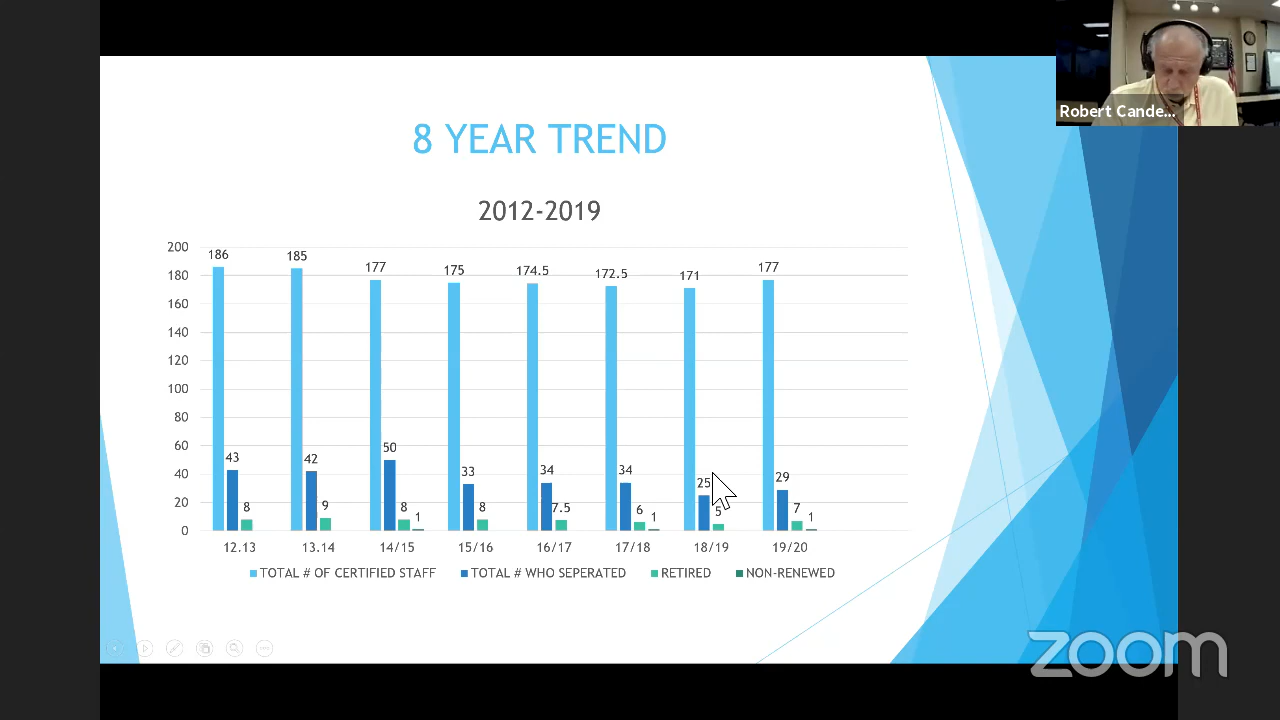 Robert Cande...
8 YEAR TREND
2012-2019
200
180
160
140
120
100
80
60
40
20
0
186 185 177 175 174.5 172.5 171 177
43 42 50 33 34 34 25 29
8 9 8 8 7.5 6 5 7
1 1 1
12.13 13.14 14/15 15/16 16/17 17/18 18/19 19/20
TOTAL # OF CERTIFIED STAFF TOTAL # WHO SEPERATED RETIRED NON-RENEWED
zoom